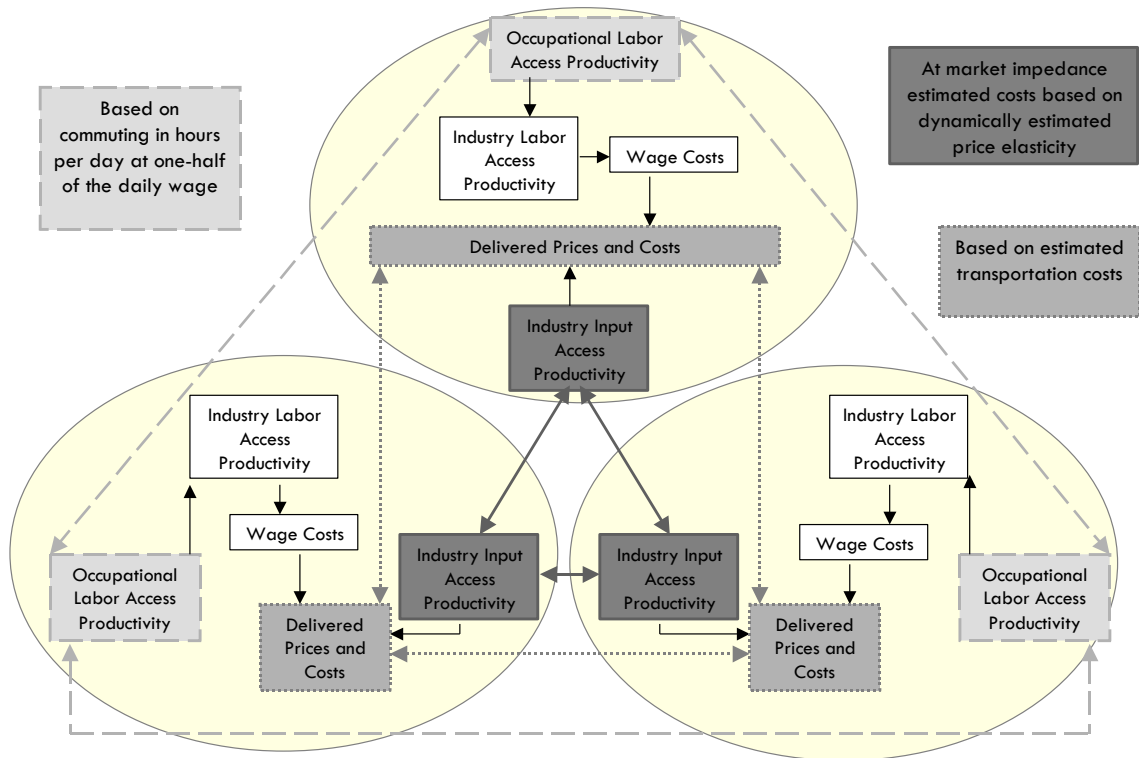 Occupational Labor
Access Productivity
At market impedance
estimated costs based on
dynamically estimated
price elasticity
Based on
commuting in hours
per day at one-half
of the daily wage
Industry Labor
Access
Productivity
Wage Costs
Delivered Prices and Costs
Based on estimated
transportation costs
Industry Input
Access
Productivity
Industry Labor
Access
Productivity
Wage Costs
Occupational
Labor Access
Productivity
Delivered
Prices and
Costs
Industry Input
Access
Productivity
Industry Input
Access
Productivity
Industry Labor
Access
Productivity
Wage Costs
Delivered
Prices and
Costs
Occupational
Labor Access
Productivity